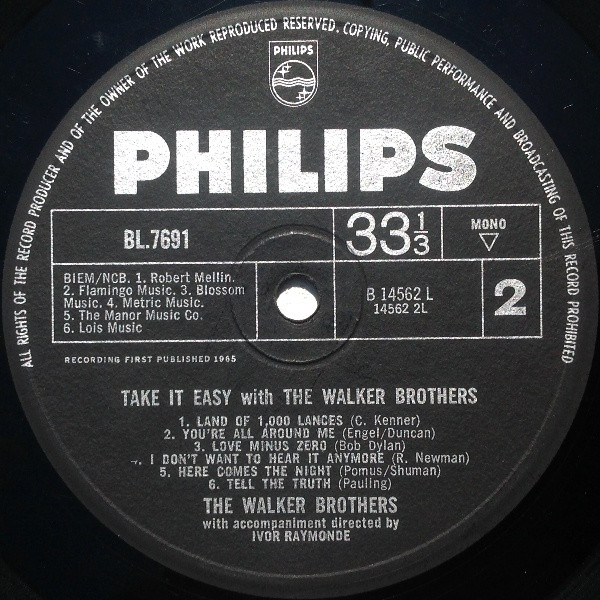 ALL RIGHTS OF THE RECORD PRODUCER AND OF THE OWNER OF THE WORK REPRODUCED RESERVED. COPYING, PUBLIC PERFORMANCE AND BROADCASTING OF THIS RECORD PROHIBITED
PHILIPS
PHILIPS
BL.7691
33 1/3
MONO
BIEM/NCB. 1. Robert Mellin.
2. Flamingo Music. 3. Blossom
Music. 4. Metric Music.
5. The Manor Music Co.
6. Lois Music
B 14562 L
14562 2L
2
RECORDING FIRST PUBLISHED 1965
TAKE IT EASY with THE WALKER BROTHERS
1. LAND OF 1,000 LANCES (C. Kenner)
2. YOU'RE ALL AROUND ME (Engel/Duncan)
3. LOVE MINUS ZERO (Bob Dylan)
I DON'T WANT TO HEAR IT ANYMORE (R. Newman)
5. HERE COMES THE NIGHT (Pomus/Shuman)
6. TELL THE TRUTH (Pauling)
THE WALKER BROTHERS
with accompaniment directed by
IVOR RAYMONDE